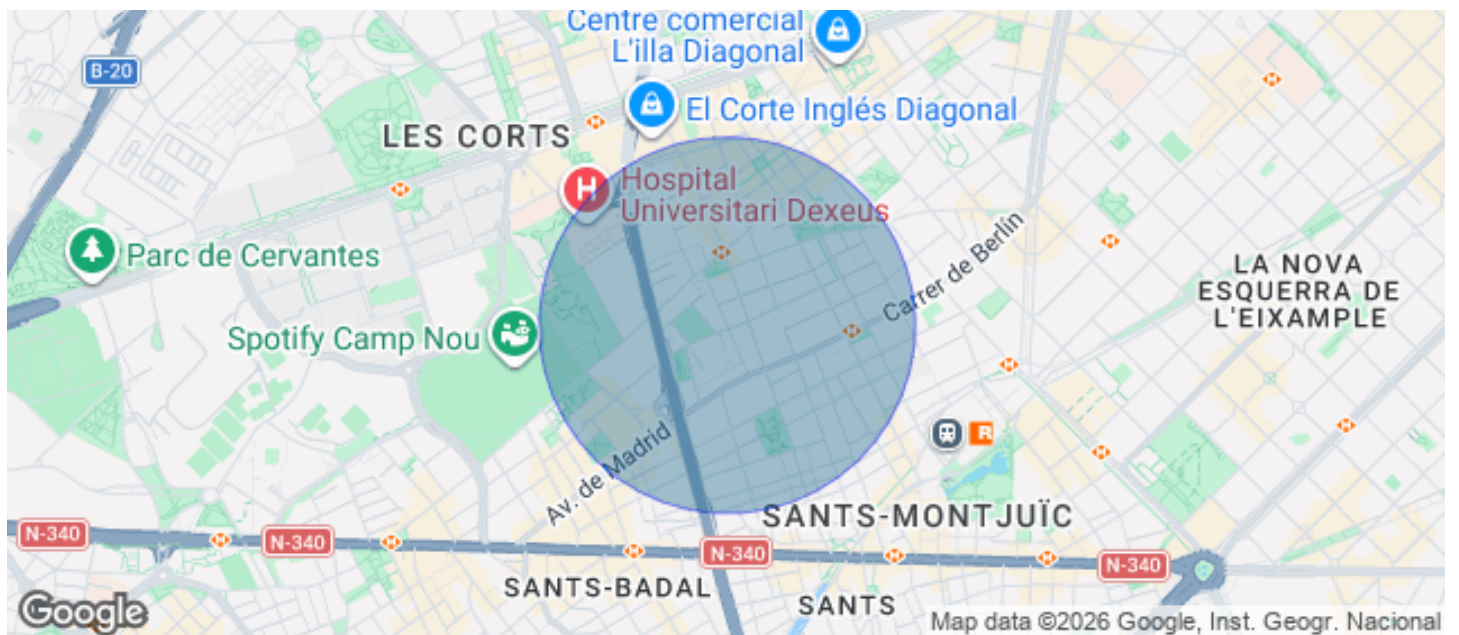 Centre comercial
L'illa Diagonal
B-20
El Corte Inglés Diagonal
LES CORTS
Hospital
Universitari Dexeus
Parc de Cervantes
Carrer de Berlín
LA NOVA
ESQUERRA DE
L'EIXAMPLE
Spotify Camp Nou
Av. de Madrid
R
SANTS-MONTJUÏC
N-340
N-340
N-340
N-340
SANTS-BADAL
SANTS
Google
Map data ©2026 Google, Inst. Geogr. Nacional